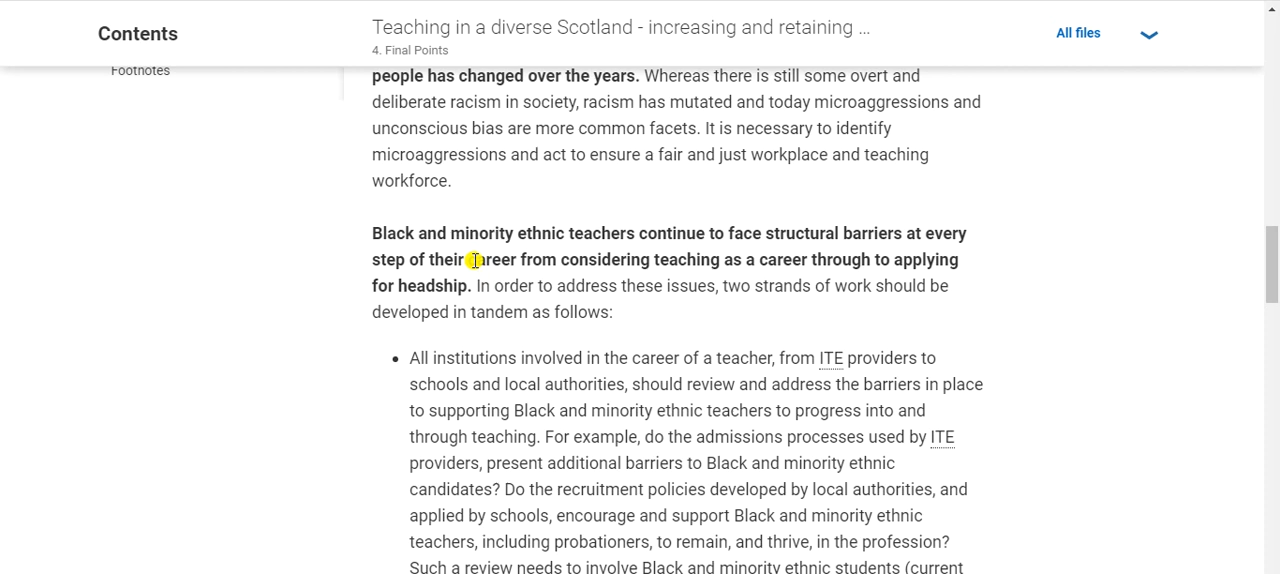 Contents
Teaching in a diverse Scotland - increasing and retaining ...
4. Final Points
All files
Footnotes
people has changed over the years. Whereas there is still some overt and
deliberate racism in society, racism has mutated and today microaggressions and
unconscious bias are more common facets. It is necessary to identify
microaggressions and act to ensure a fair and just workplace and teaching
workforce.
Black and minority ethnic teachers continue to face structural barriers at every
step of their career from considering teaching as a career through to applying
for headship. In order to address these issues, two strands of work should be
developed in tandem as follows:
• All institutions involved in the career of a teacher, from ITE providers to
schools and local authorities, should review and address the barriers in place
to supporting Black and minority ethnic teachers to progress into and
through teaching. For example, do the admissions processes used by ITE
providers, present additional barriers to Black and minority ethnic
candidates? Do the recruitment policies developed by local authorities, and
applied by schools, encourage and support Black and minority ethnic
teachers, including probationers, to remain, and thrive, in the profession?
Such a review needs to involve Black and minority ethnic students (current